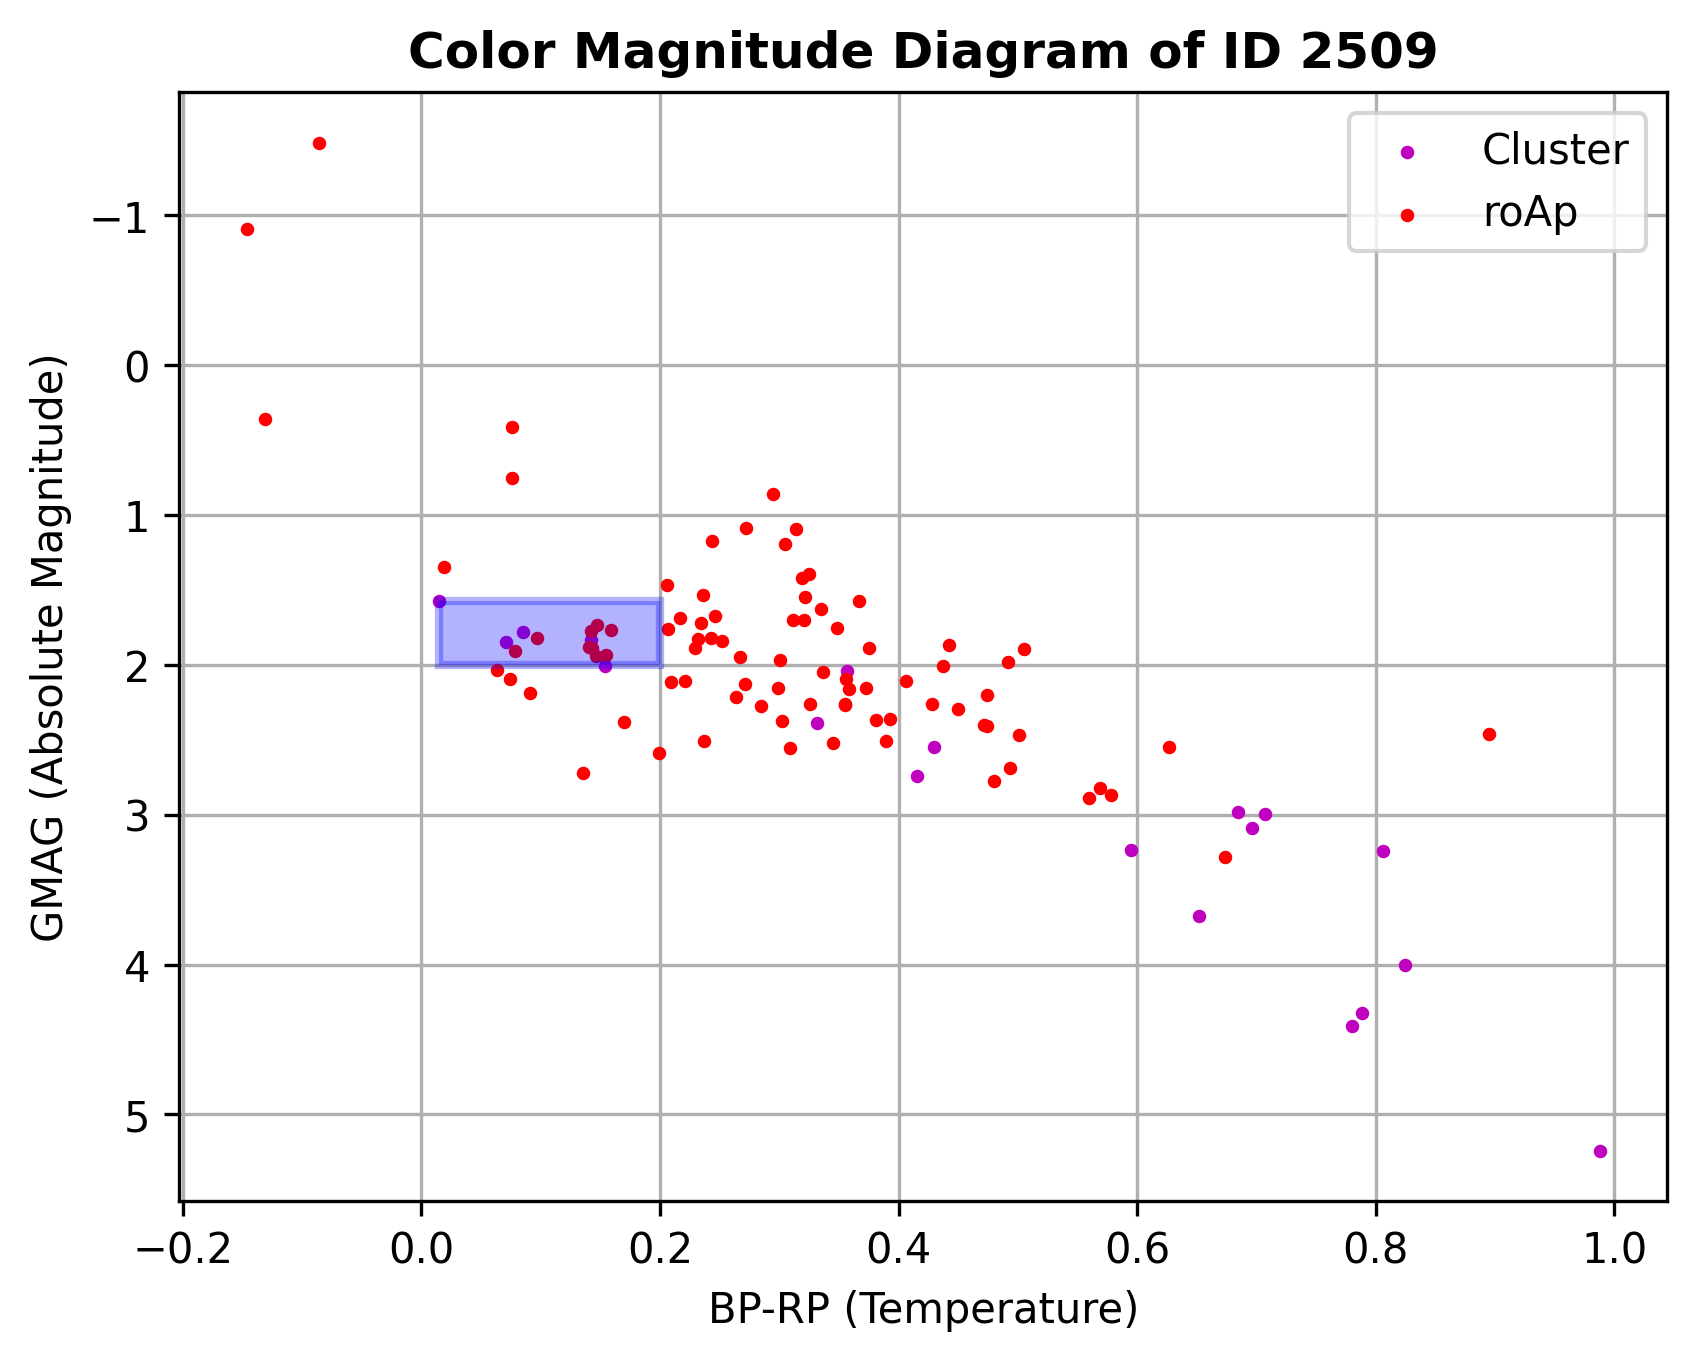 Color Magnitude Diagram of ID 2509
Cluster
roAp
GMAG (Absolute Magnitude)
−1
0
1
2
3
4
5
−0.2 0.0 0.2 0.4 0.6 0.8 1.0
BP-RP (Temperature)